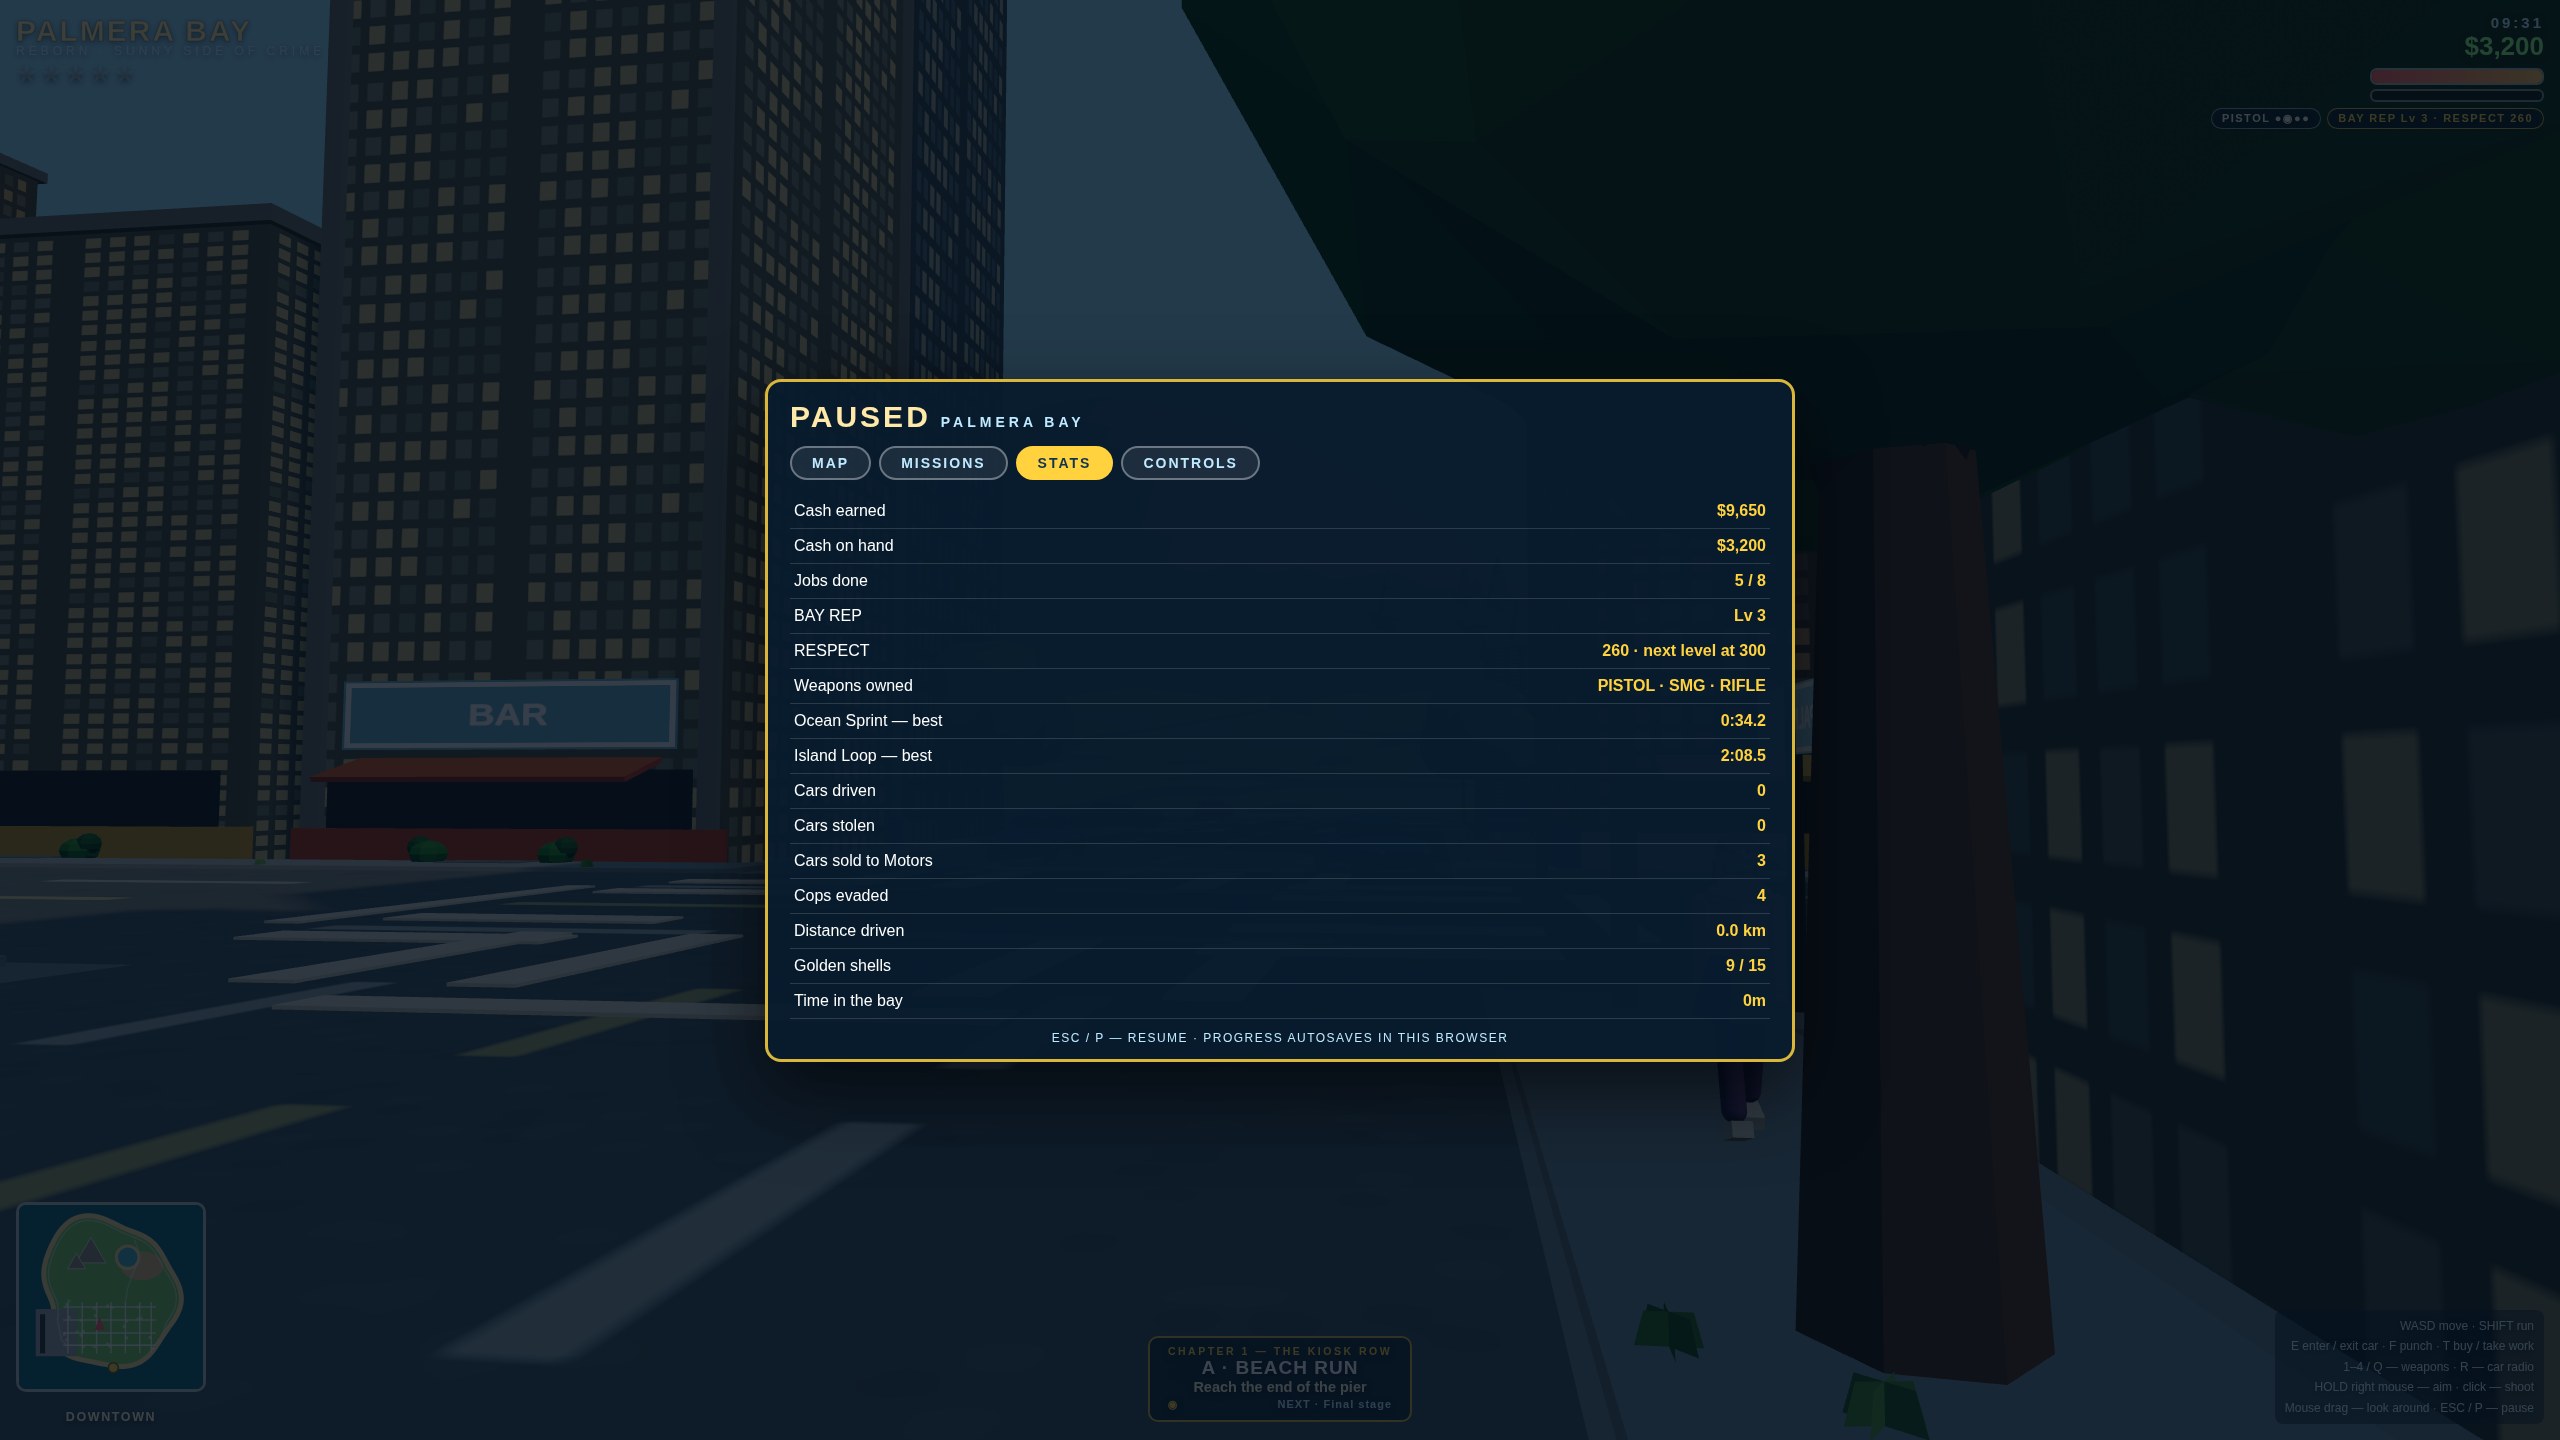 PALMERA BAY
REBORN · SUNNY SIDE OF CRIME
★ ★ ★ ★ ★
09:31
$3,200
PISTOL ●◉●● BAY REP Lv 3 · RESPECT 260
PAUSED PALMERA BAY
MAP MISSIONS STATS CONTROLS
Cash earned $9,650
Cash on hand $3,200
Jobs done 5 / 8
BAY REP Lv 3
RESPECT 260 · next level at 300
Weapons owned PISTOL · SMG · RIFLE
Ocean Sprint — best 0:34.2
Island Loop — best 2:08.5
Cars driven 0
Cars stolen 0
Cars sold to Motors 3
Cops evaded 4
Distance driven 0.0 km
Golden shells 9 / 15
Time in the bay 0m
ESC / P — RESUME · PROGRESS AUTOSAVES IN THIS BROWSER
BAR
CHAPTER 1 — THE KIOSK ROW
A · BEACH RUN
Reach the end of the pier
◉ NEXT · Final stage
DOWNTOWN
WASD move · SHIFT run
E enter / exit car · F punch · T buy / take work
1–4 / Q — weapons · R — car radio
HOLD right mouse — aim · click — shoot
Mouse drag — look around · ESC / P — pause